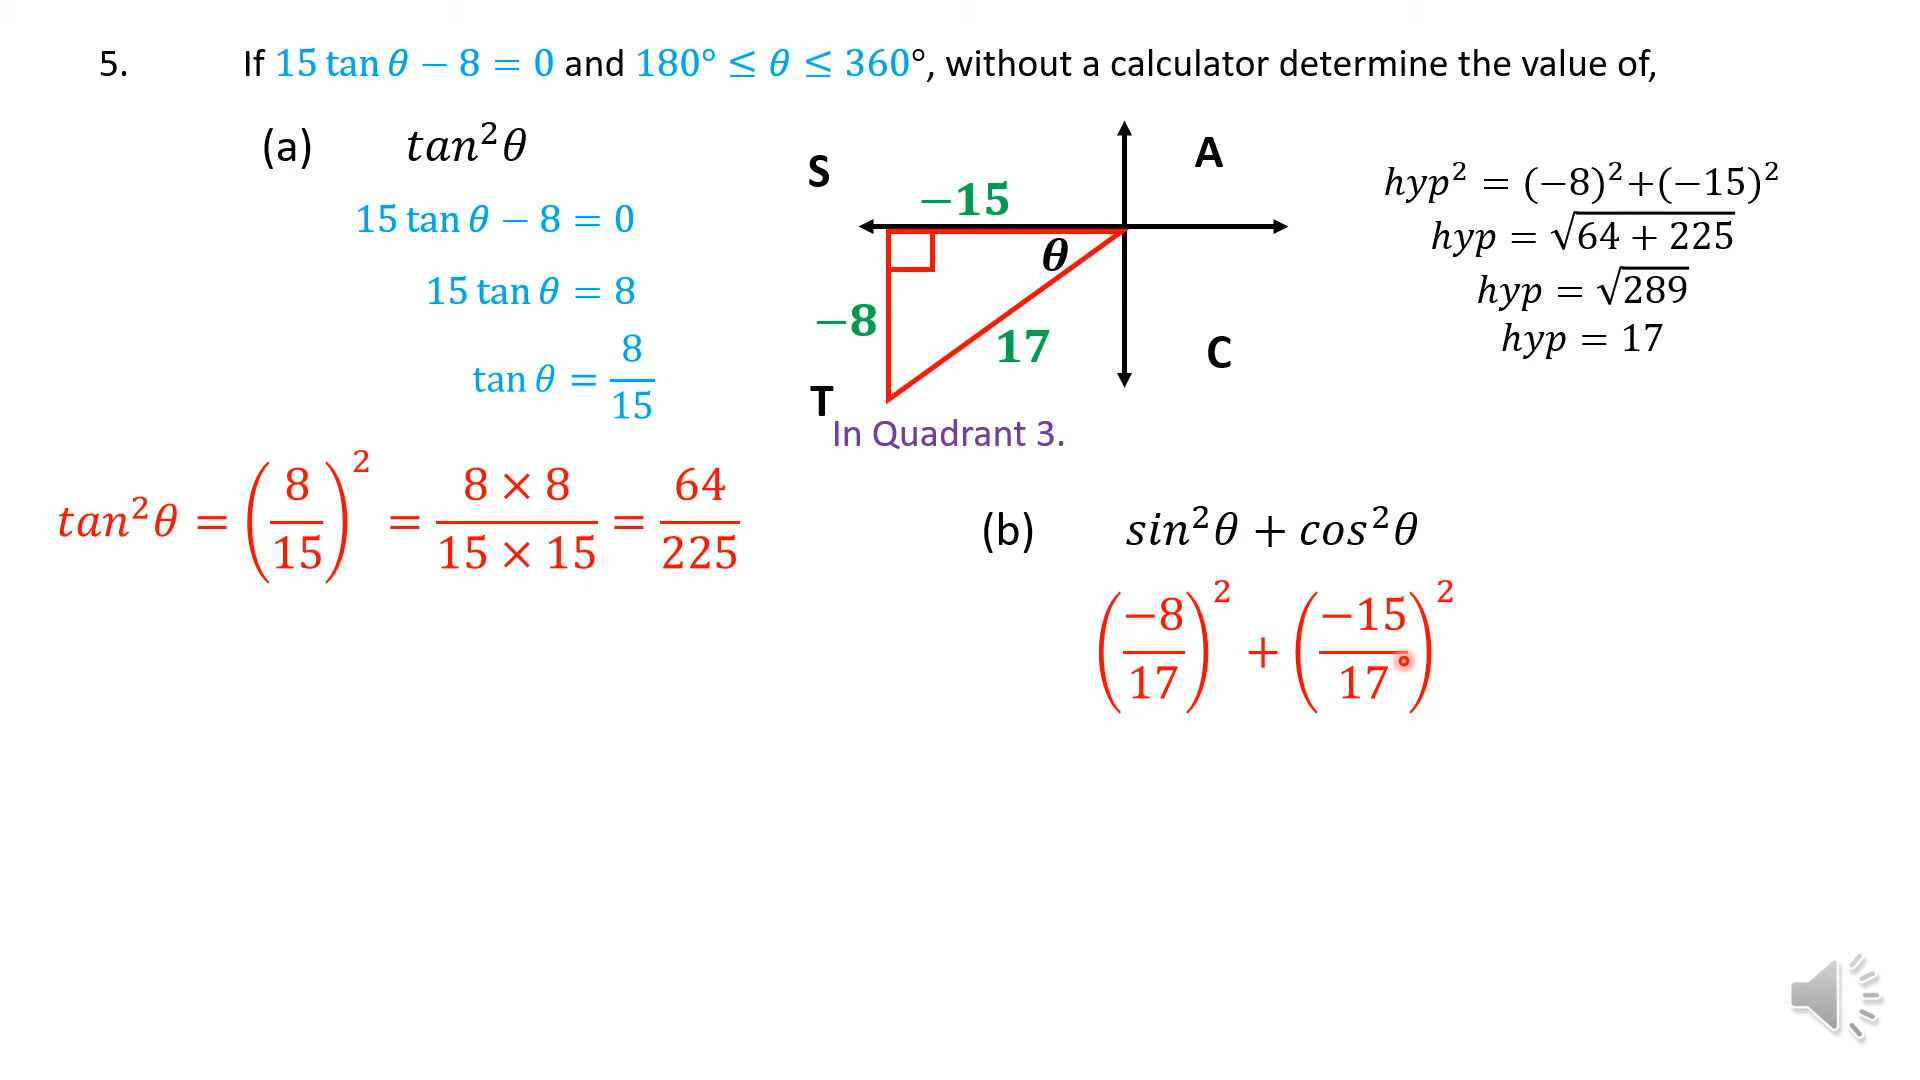 5. If 15 tan θ − 8 = 0 and 180° ≤ θ ≤ 360°, without a calculator determine the value of,
(a) tan²θ
15 tan θ − 8 = 0
15 tan θ = 8
tan θ = 8/15
tan²θ = (8/15)² = (8 × 8)/(15 × 15) = 64/225
S
A
−15
θ
−8
17
T
C
In Quadrant 3.
hyp² = (−8)²+(−15)²
hyp = √(64 + 225)
hyp = √289
hyp = 17
(b) sin²θ + cos²θ
(−8/17)² + (−15/17)²